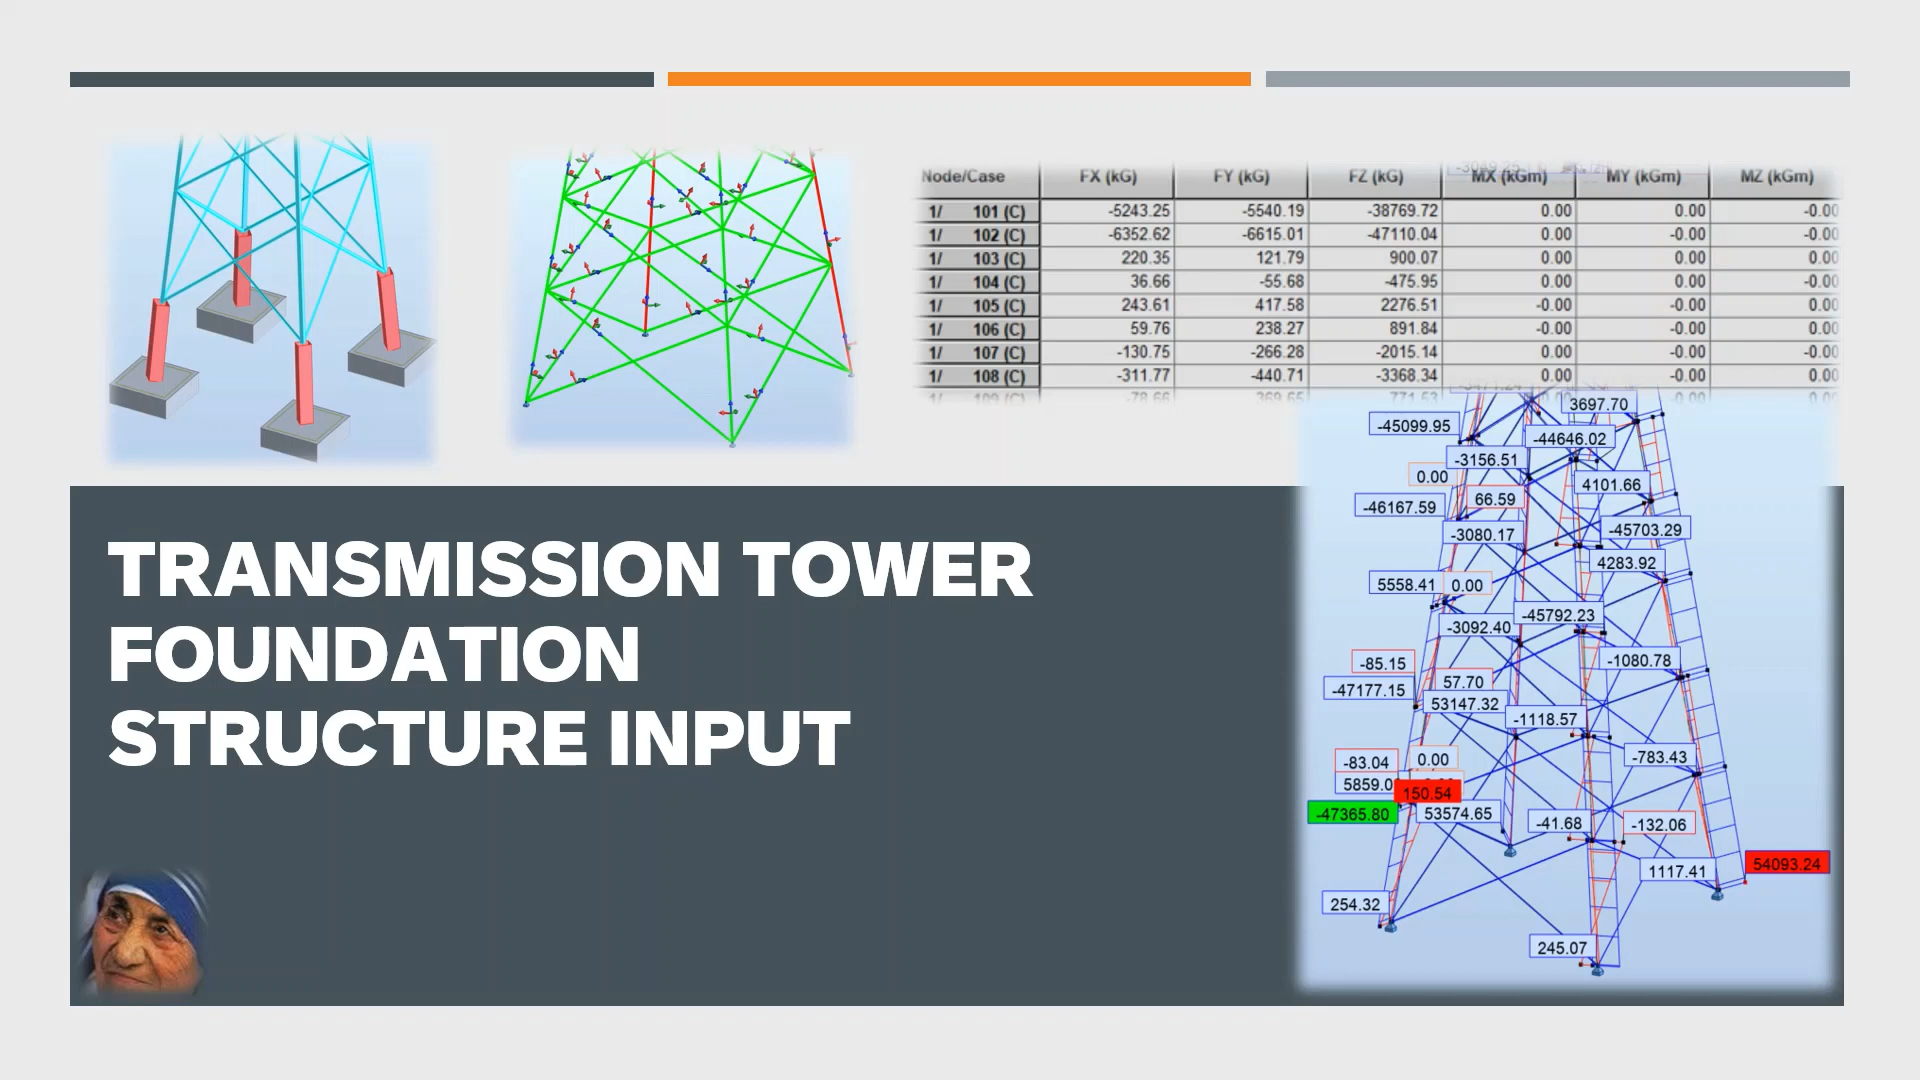 Node/Case FX (kG) FY (kG) FZ (kG) MX (kGm) MY (kGm) MZ (kGm)
1/ 101 (C) -5243.25 -5540.19 -38769.72 0.00 0.00 -0.00
1/ 102 (C) -6352.62 -6615.01 -47110.04 0.00 -0.00 -0.00
1/ 103 (C) 220.35 121.79 900.07 0.00 -0.00 0.00
1/ 104 (C) 36.66 -55.68 -475.95 0.00 0.00 -0.00
1/ 105 (C) 243.61 417.58 2276.51 -0.00 -0.00 0.00
1/ 106 (C) 59.76 238.27 891.84 -0.00 -0.00 0.00
1/ 107 (C) -130.75 -266.28 -2015.14 0.00 -0.00 -0.00
1/ 108 (C) -311.77 -440.71 -3368.34 0.00 -0.00 0.00
3697.70
-45099.95
-44646.02
-3156.51
0.00
4101.66
66.59
-46167.59
-45703.29
-3080.17
4283.92
5558.41 0.00
-45792.23
-3092.40
-1080.78
-85.15
57.70
-47177.15
53147.32
-1118.57
-783.43
0.00
-83.04
150.54
-47365.80
53574.65
-41.68
-132.06
54093.24
1117.41
254.32
245.07
TRANSMISSION TOWER
FOUNDATION
STRUCTURE INPUT